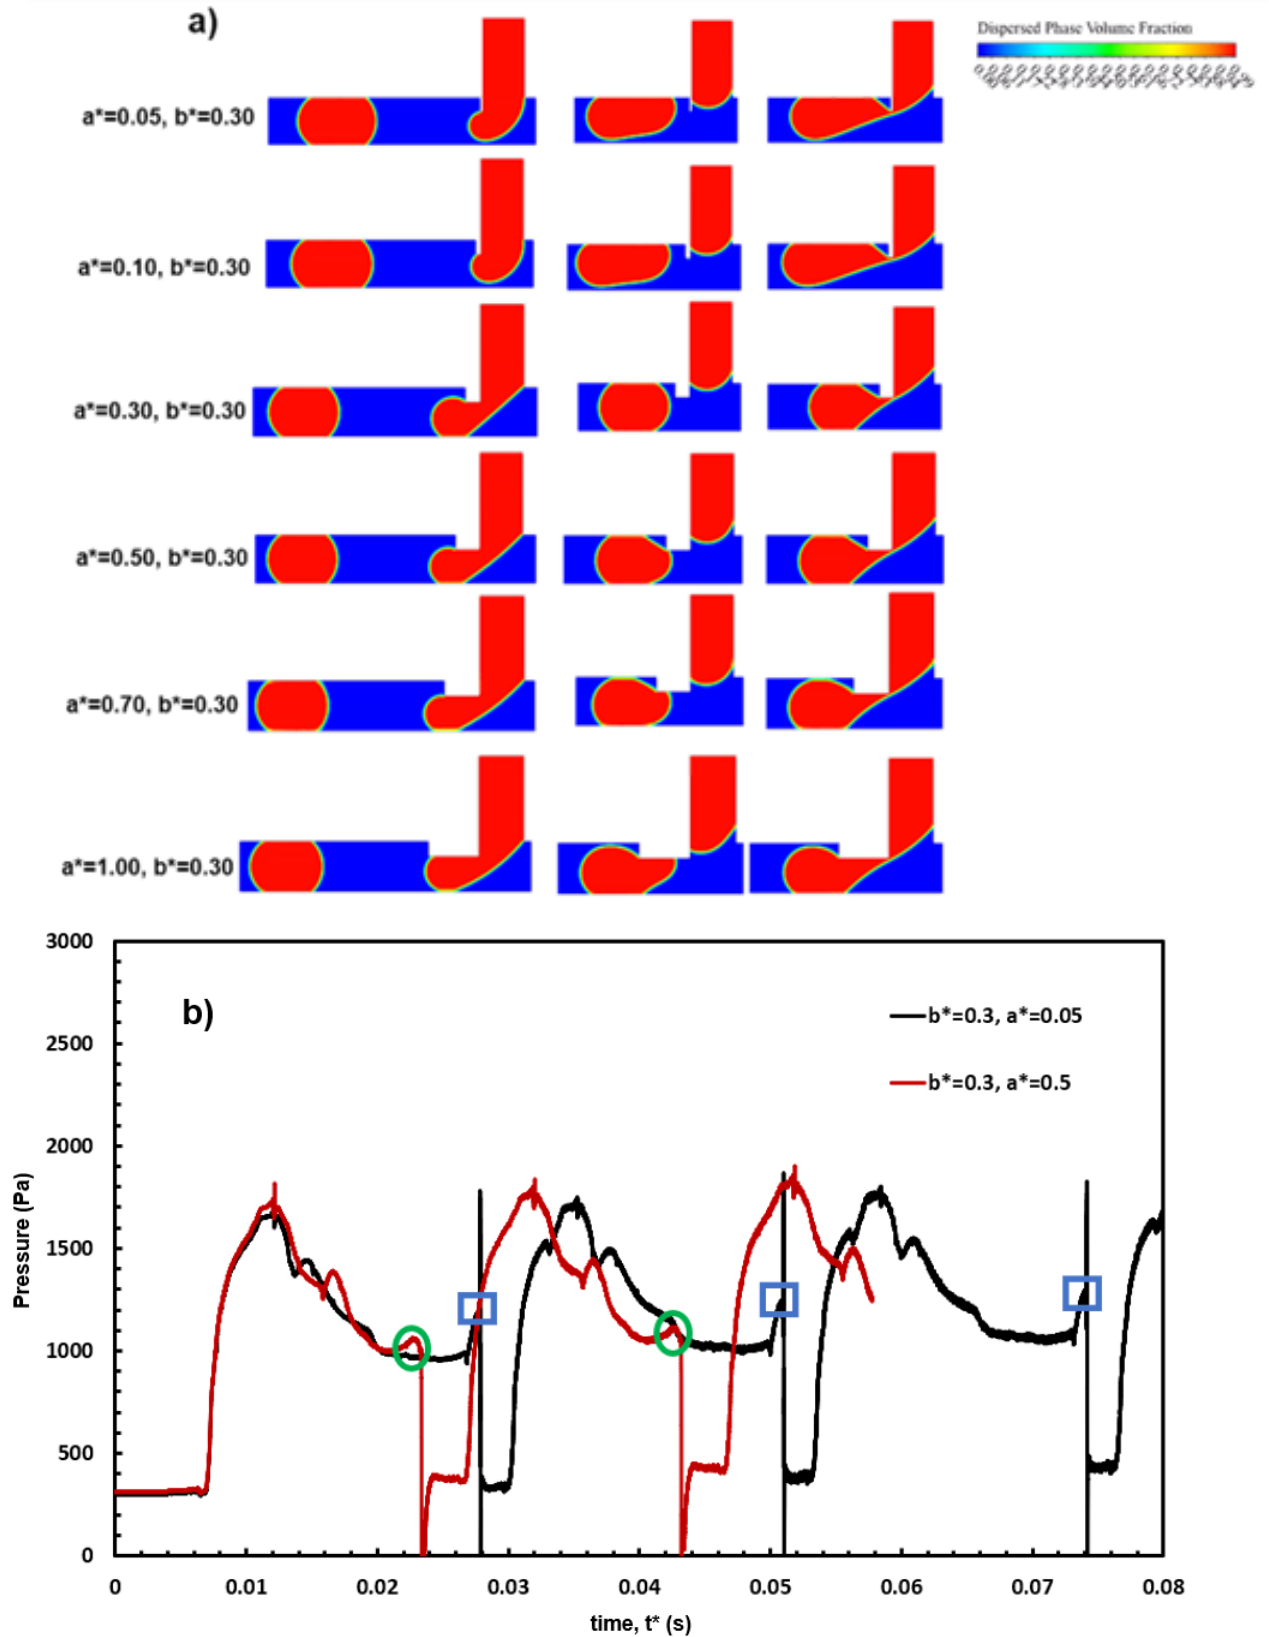 a)
Dispersed Phase Volume Fraction
a*=0.05, b*=0.30
a*=0.10, b*=0.30
a*=0.30, b*=0.30
a*=0.50, b*=0.30
a*=0.70, b*=0.30
a*=1.00, b*=0.30
3000
b)
b*=0.3, a*=0.05
2500
b*=0.3, a*=0.5
2000
Pressure (Pa)
1500
1000
500
0
0 0.01 0.02 0.03 0.04 0.05 0.06 0.07 0.08
time, t* (s)